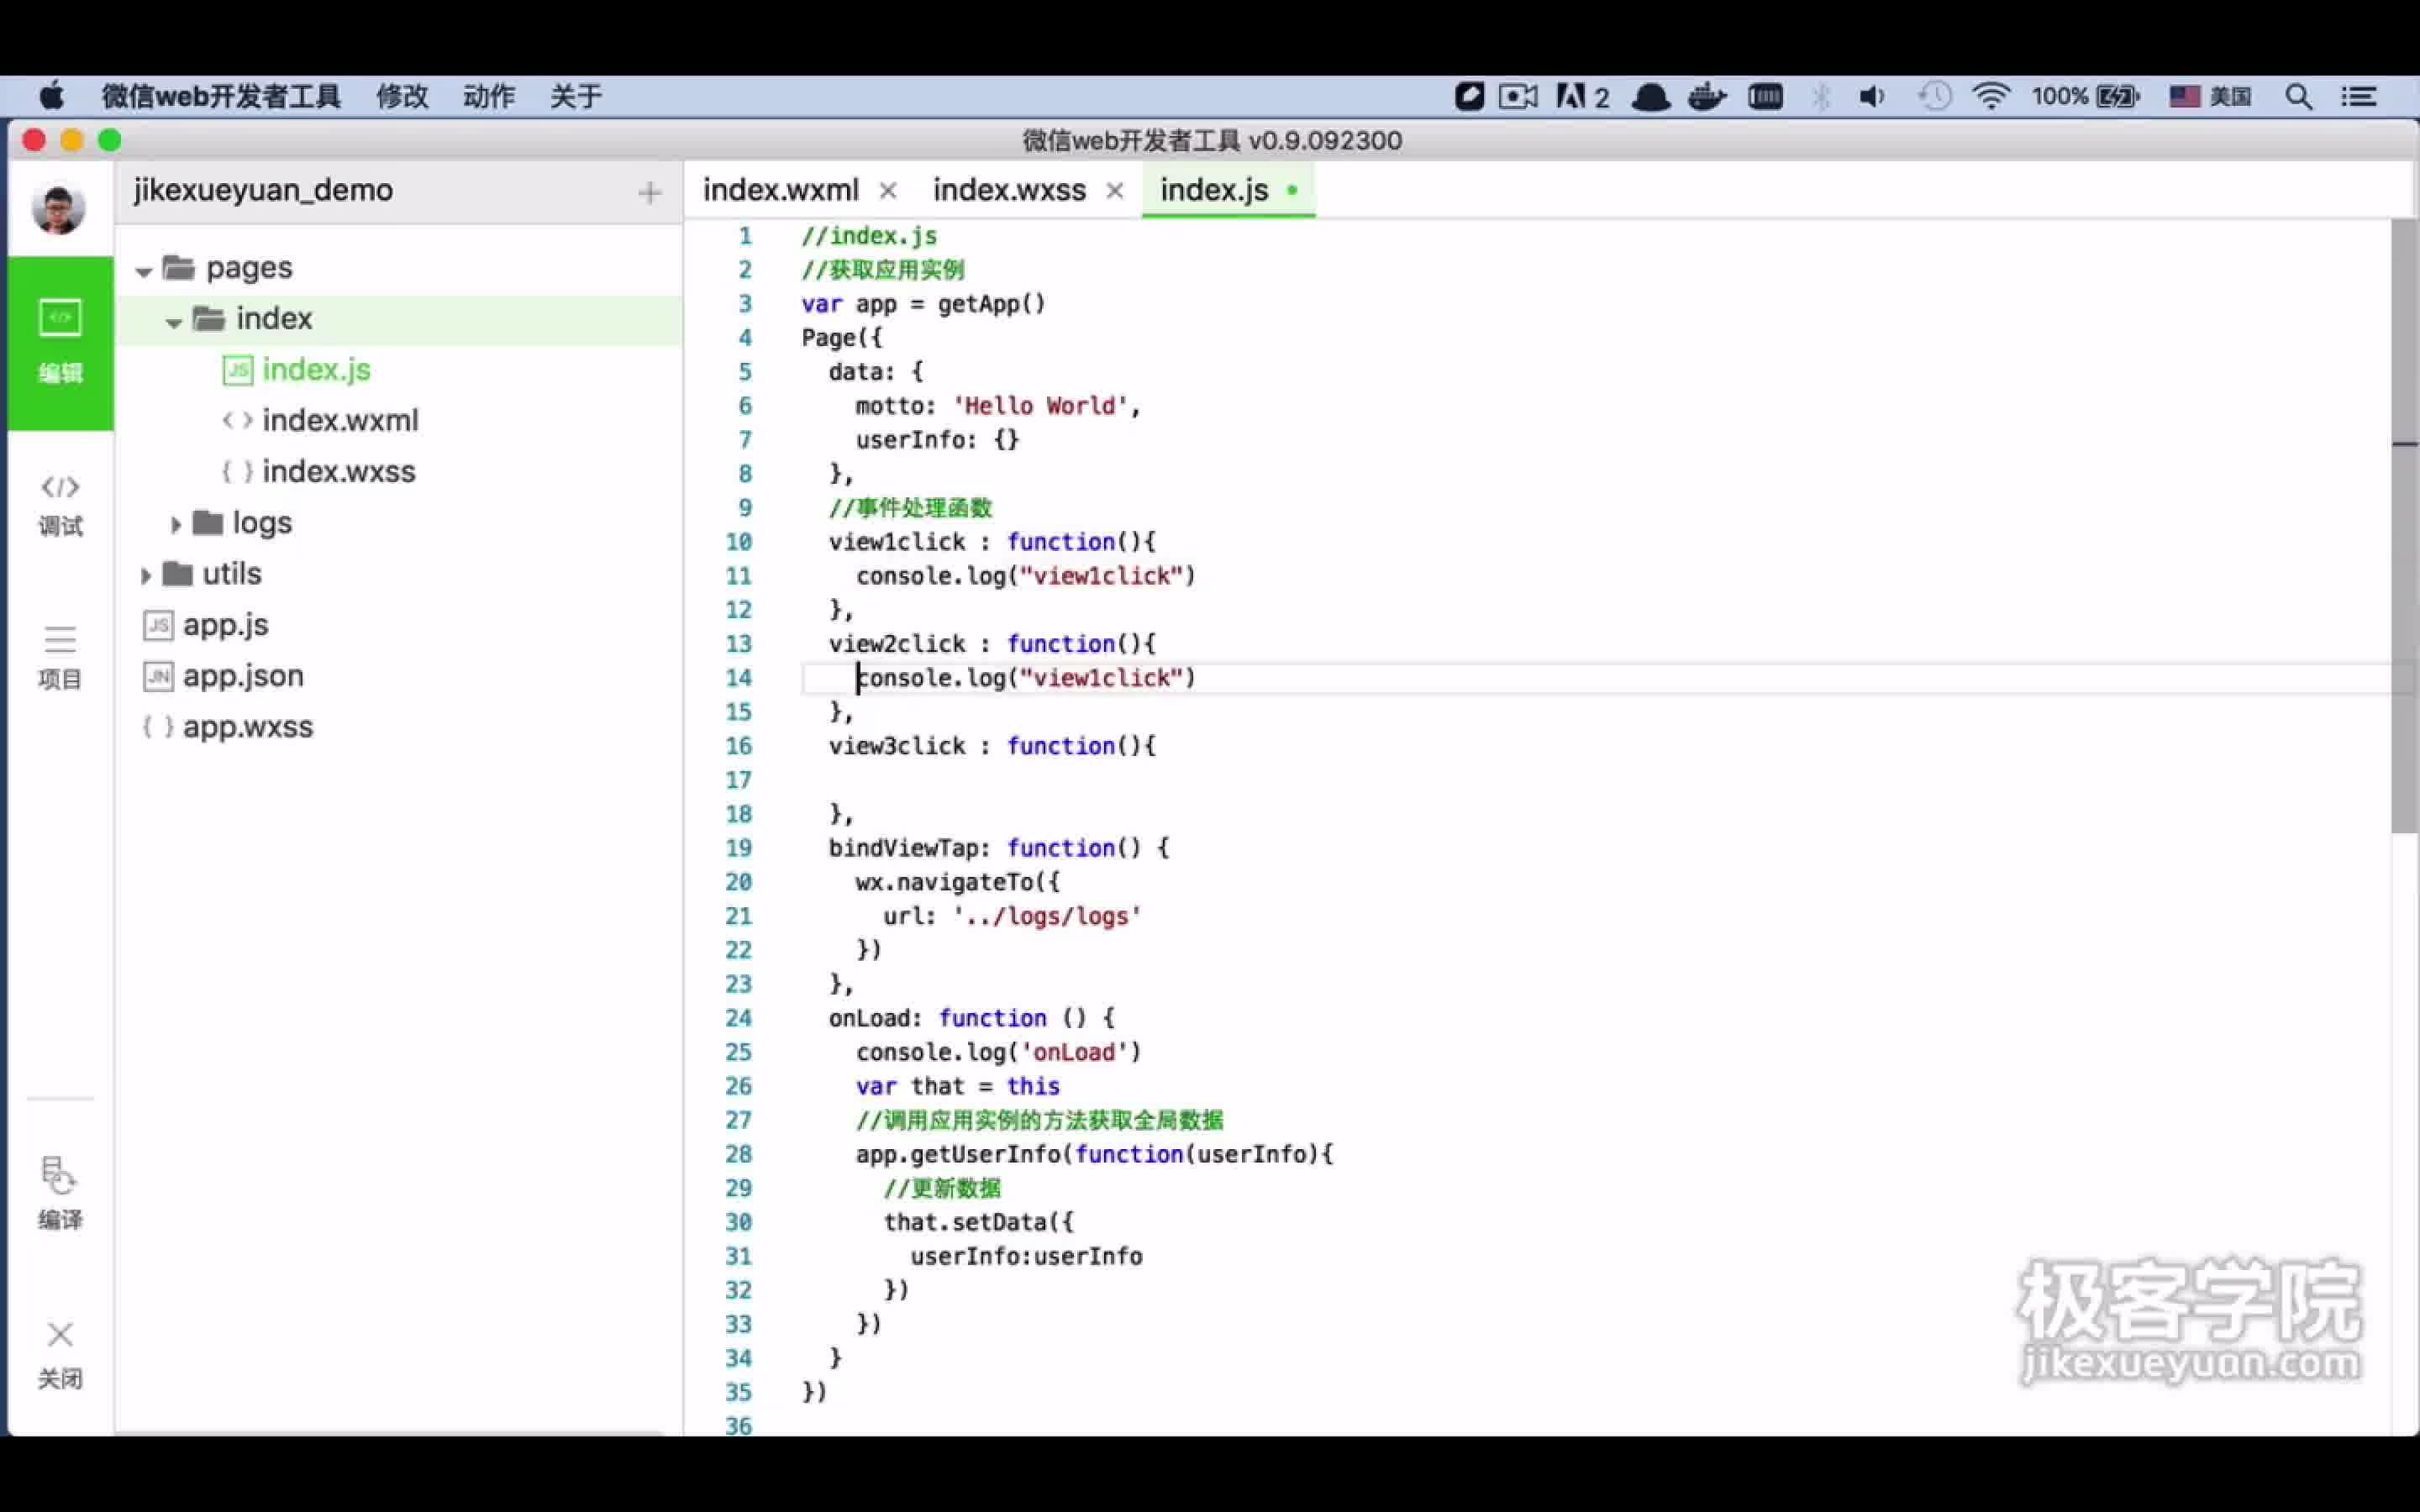 微信web开发者工具 修改 动作 关于 2 100% 美国
微信web开发者工具 v0.9.092300
jikexueyuan_demo
index.wxml
index.wxss
index.js
编辑
调试
项目
编译
关闭
pages
index
JS index.js
index.wxml
{ } index.wxss
logs
utils
JS app.js
JN app.json
{ } app.wxss
1 //index.js
2 //获取应用实例
3 var app = getApp()
4 Page({
5 data: {
6 motto: 'Hello World',
7 userInfo: {}
8 },
9 //事件处理函数
10 view1click : function(){
11 console.log("view1click")
12 },
13 view2click : function(){
14 console.log("view1click")
15 },
16 view3click : function(){
17
18 },
19 bindViewTap: function() {
20 wx.navigateTo({
21 url: '../logs/logs'
22 })
23 },
24 onLoad: function () {
25 console.log('onLoad')
26 var that = this
27 //调用应用实例的方法获取全局数据
28 app.getUserInfo(function(userInfo){
29 //更新数据
30 that.setData({
31 userInfo:userInfo
32 })
33 })
34 }
35 })
36
极客学院
jikexueyuan.com